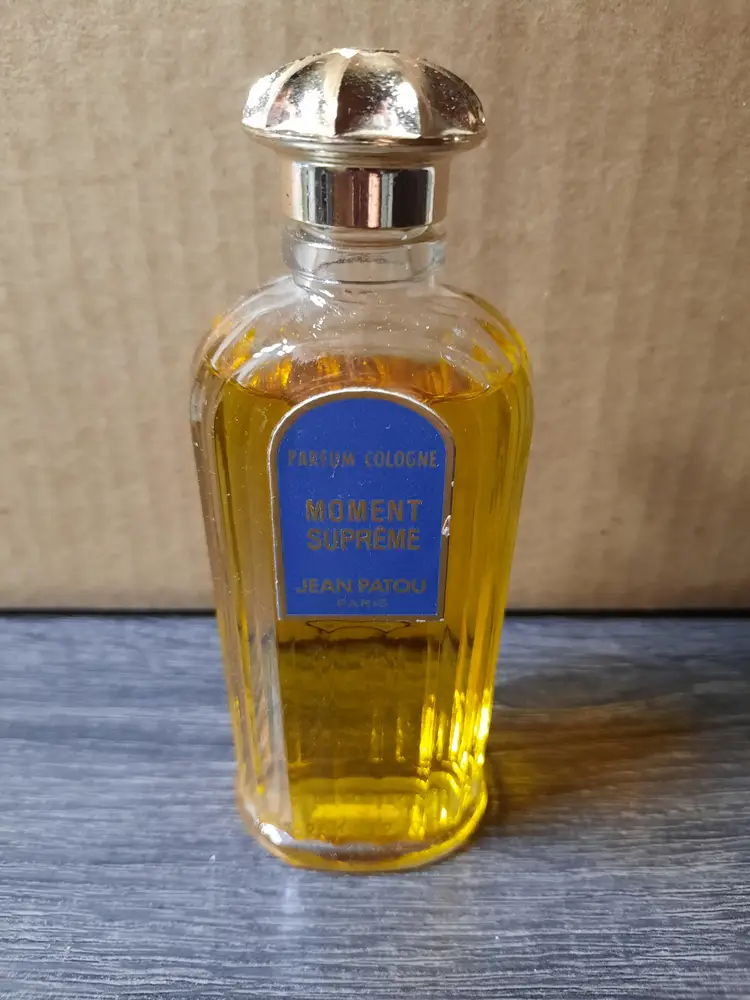 PARFUM COLOGNE
MOMENT
SUPRÊME
JEAN PATOU
PARIS